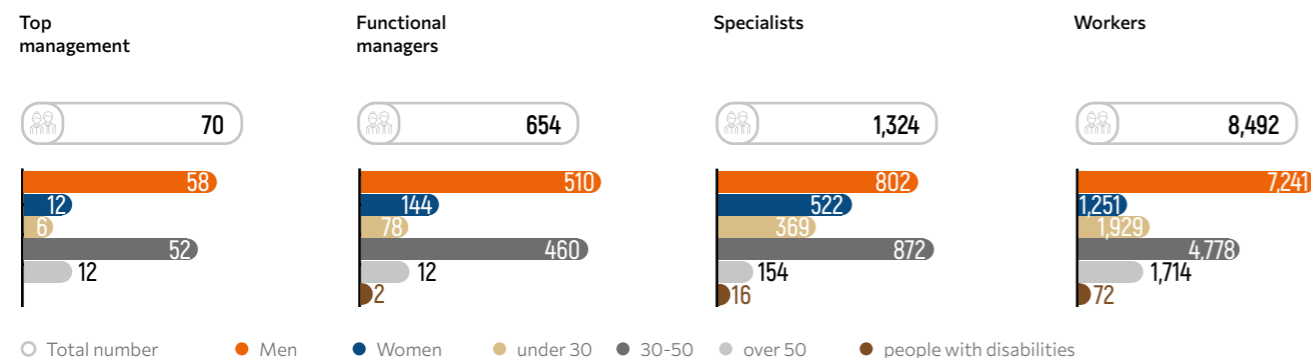 Top
management
70
58
12
6
52
12
Functional
managers
654
510
144
78
460
12
2
Specialists
1,324
802
522
369
872
154
16
Workers
8,492
7,241
1,251
1,929
4,778
1,714
72
Total number
Men
Women
under 30
30-50
over 50
people with disabilities